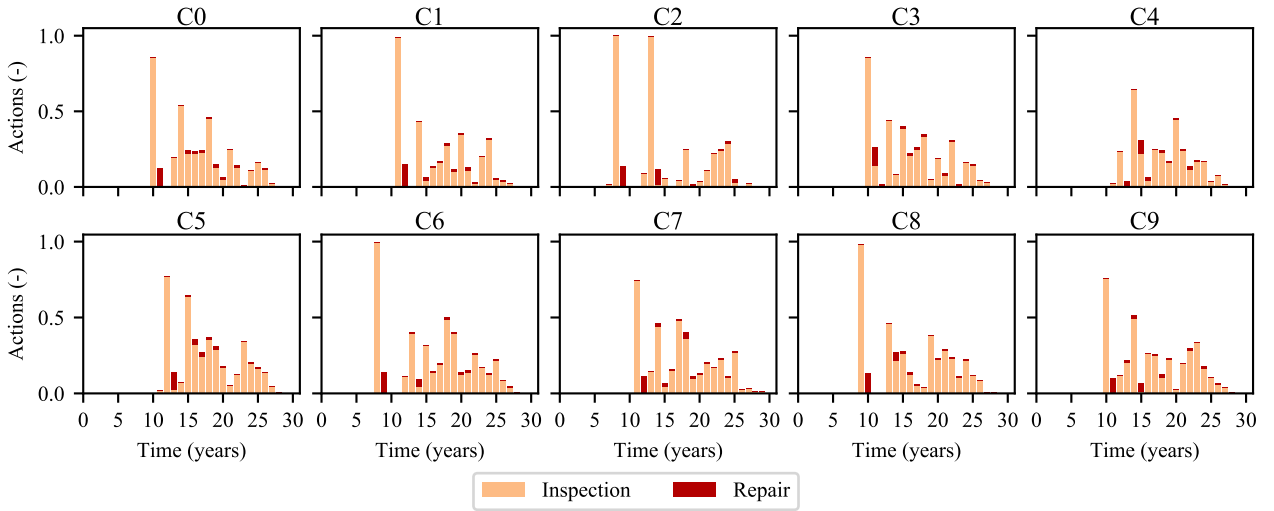 C0 C1 C2 C3 C4
1.0
0.5
0.0
Actions (-)
C5 C6 C7 C8 C9
1.0
0.5
0.0
Actions (-)
0 5 10 15 20 25 30 0 5 10 15 20 25 30 0 5 10 15 20 25 30 0 5 10 15 20 25 30 0 5 10 15 20 25 30
Time (years) Time (years) Time (years) Time (years) Time (years)
Inspection Repair